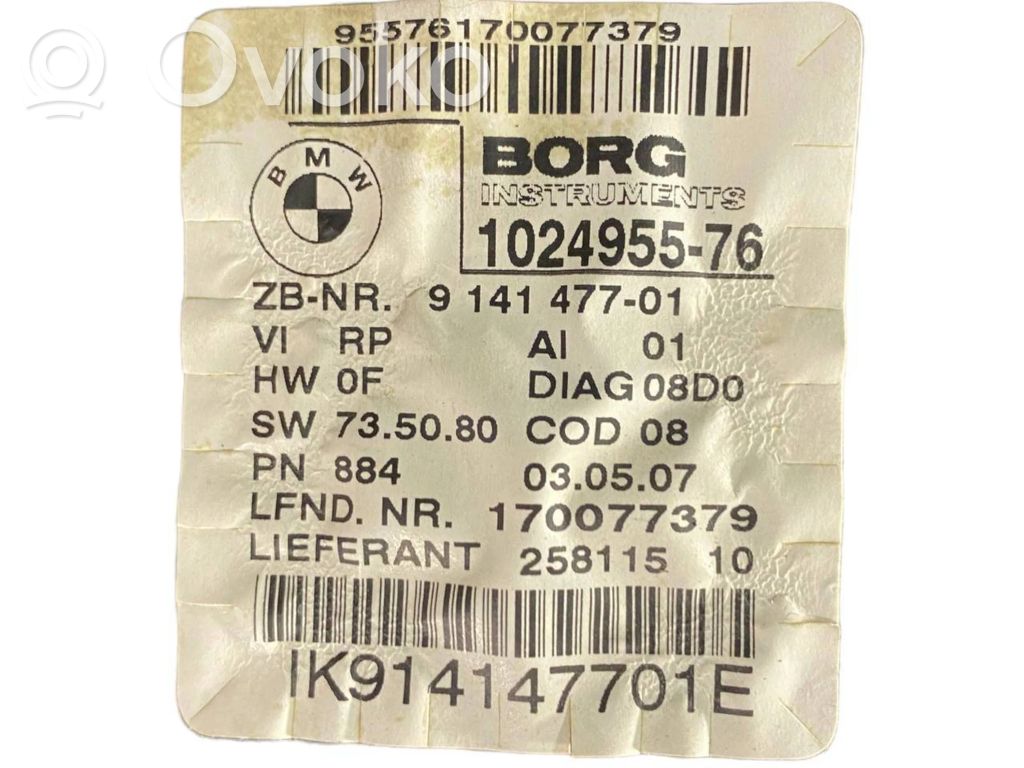 95576170077379
Ovoko
BMW
BORG
INSTRUMENTS
1024955-76
ZB-NR. 9 141 477-01
VI RP AI 01
HW 0F DIAG 08D0
SW 73.50.80 COD 08
PN 884 03.05.07
LFND. NR. 170077379
LIEFERANT 258115 10
IK914147701E